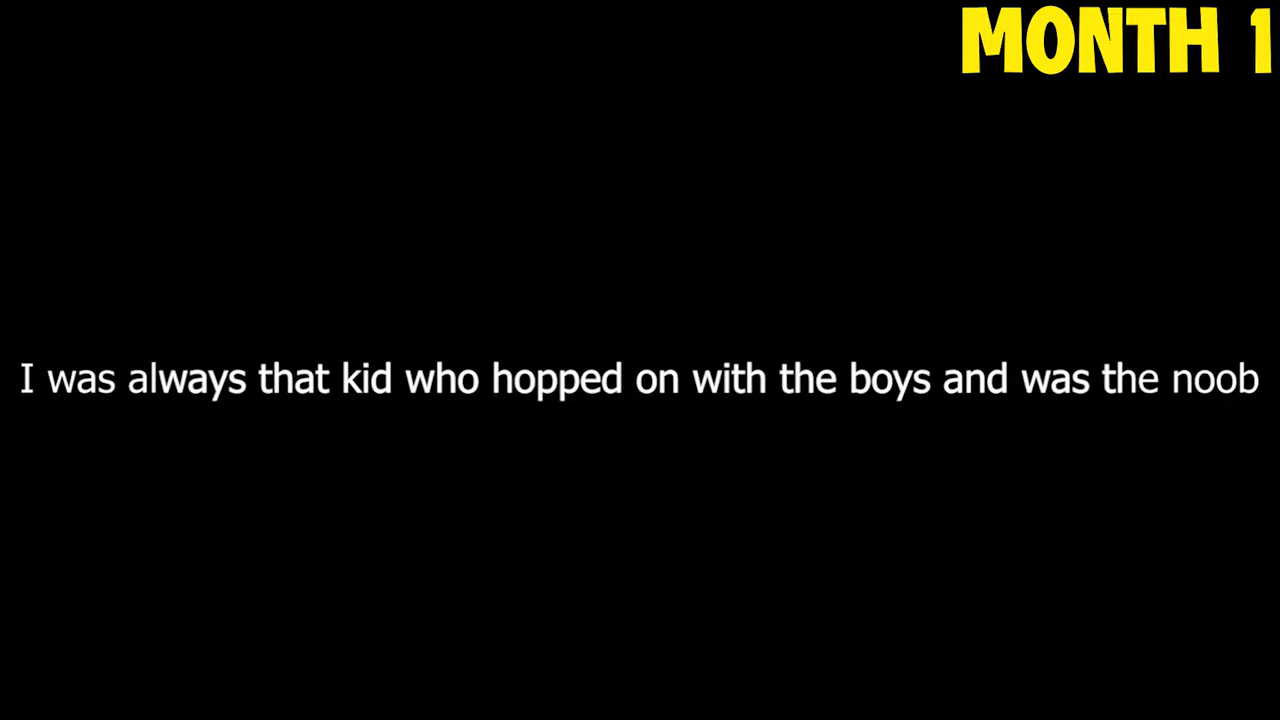 MONTH 1
I was always that kid who hopped on with the boys and was the noob